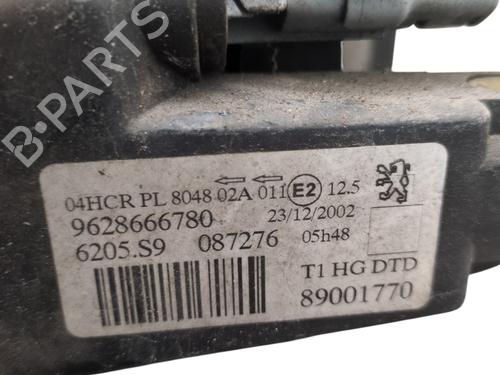 04HCR PL 8048 02A 011 E2 12.5
9628666780 23/12/2002
6205.S9 087276 05h48
T1 HG DTD
89001770
B-PARTS